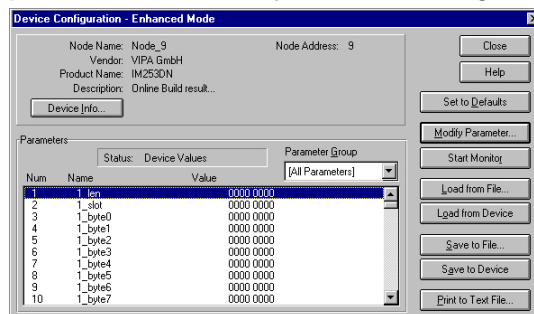 Device Configuration - Enhanced Mode
Node Name: Node_9 Node Address: 9
Vendor: VIPA GmbH
Product Name: IM253DN
Description: Online Build result...
Device Info...
Close
Help
Set to Defaults
Modify Parameter...
Start Monitor
Load from File...
Load from Device
Save to File...
Save to Device
Print to Text File...
Parameters
Status: Device Values
Parameter Group
[All Parameters]
Num Name Value
1 1_len 0000 0000
2 1_slot 0000 0000
3 1_byte0 0000 0000
4 1_byte1 0000 0000
5 1_byte2 0000 0000
6 1_byte3 0000 0000
7 1_byte4 0000 0000
8 1_byte5 0000 0000
9 1_byte6 0000 0000
10 1_byte7 0000 0000